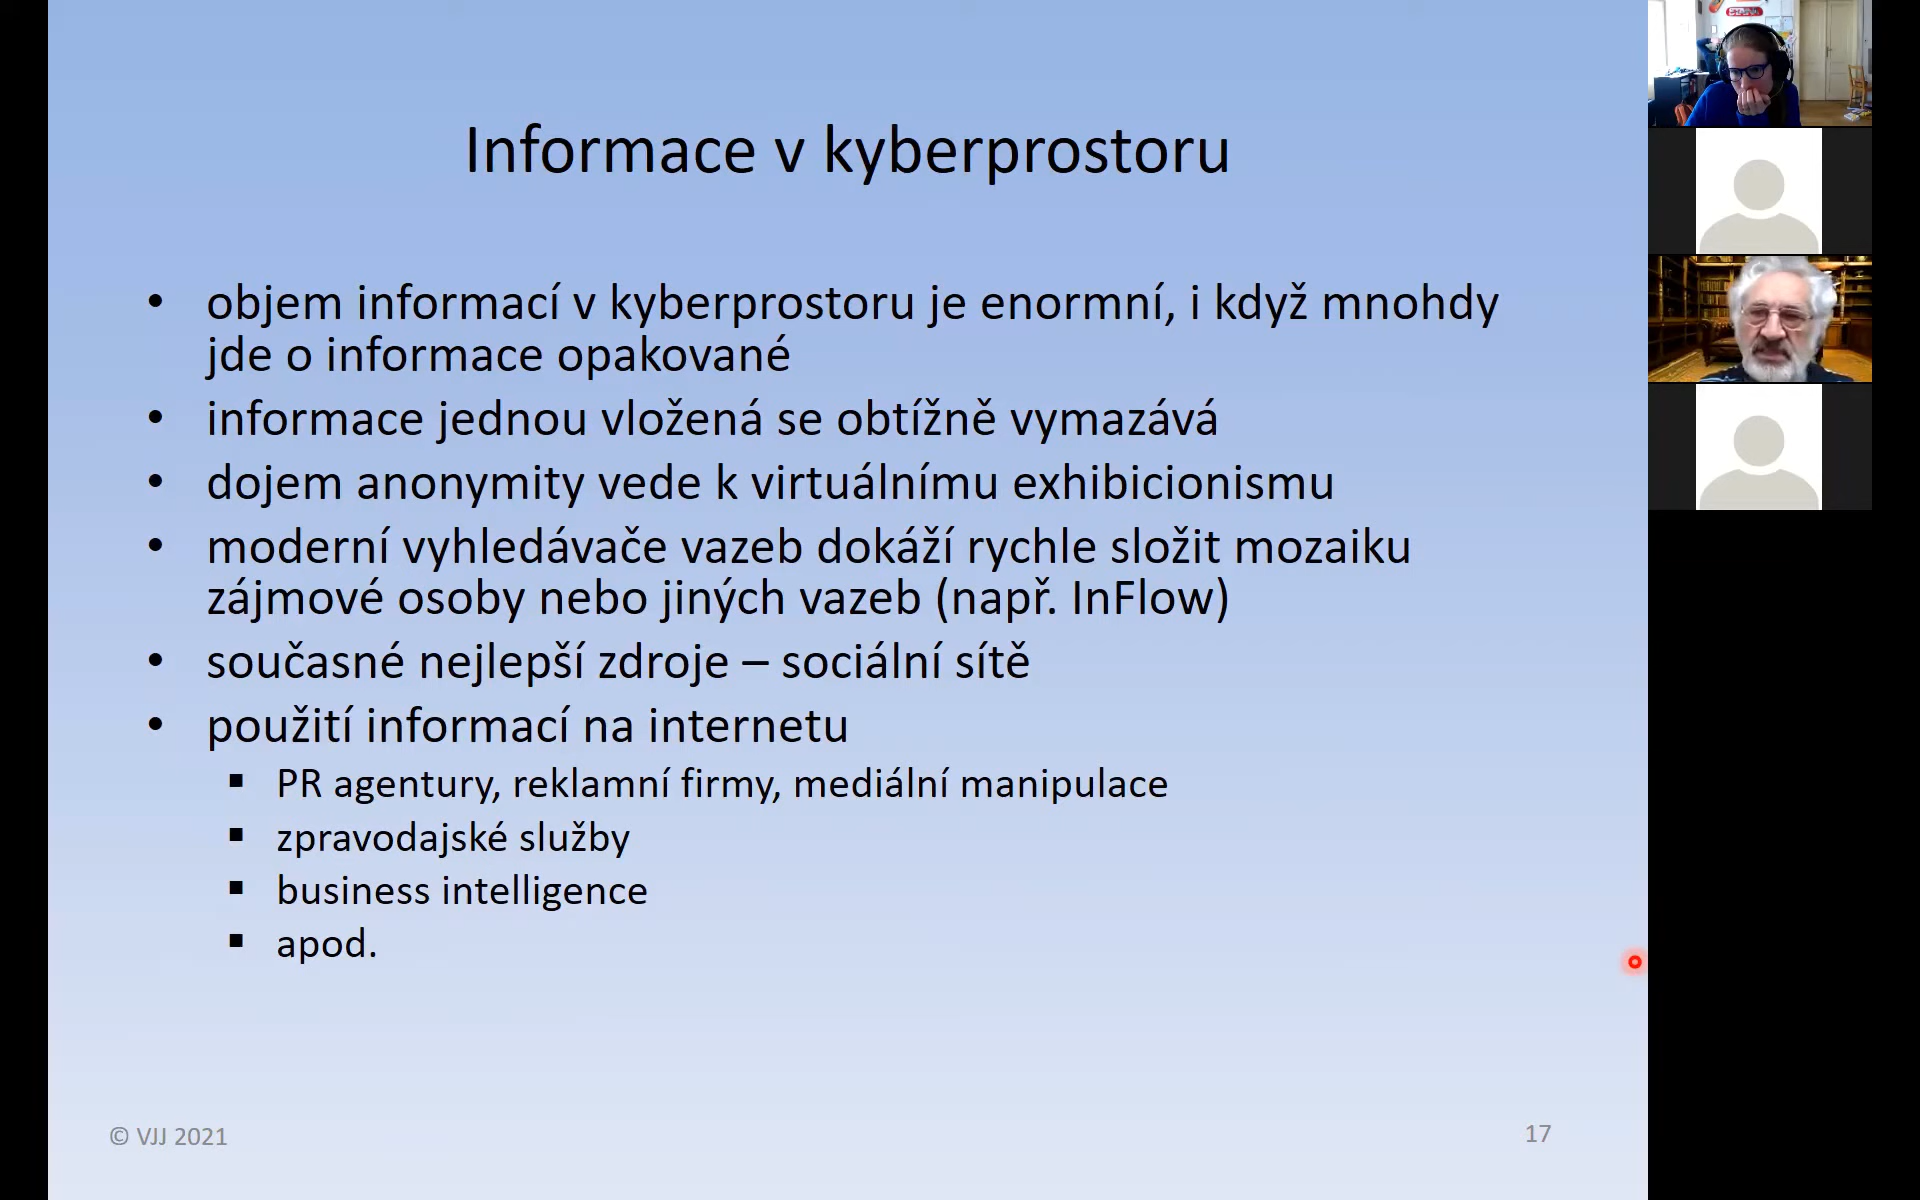 Informace v kyberprostoru
• objem informací v kyberprostoru je enormní, i když mnohdy
jde o informace opakované
• informace jednou vložená se obtížně vymazává
• dojem anonymity vede k virtuálnímu exhibicionismu
• moderní vyhledávače vazeb dokáží rychle složit mozaiku
zájmové osoby nebo jiných vazeb (např. InFlow)
• současné nejlepší zdroje – sociální sítě
• použití informací na internetu
▪ PR agentury, reklamní firmy, mediální manipulace
▪ zpravodajské služby
▪ business intelligence
▪ apod.
© VJJ 2021
17